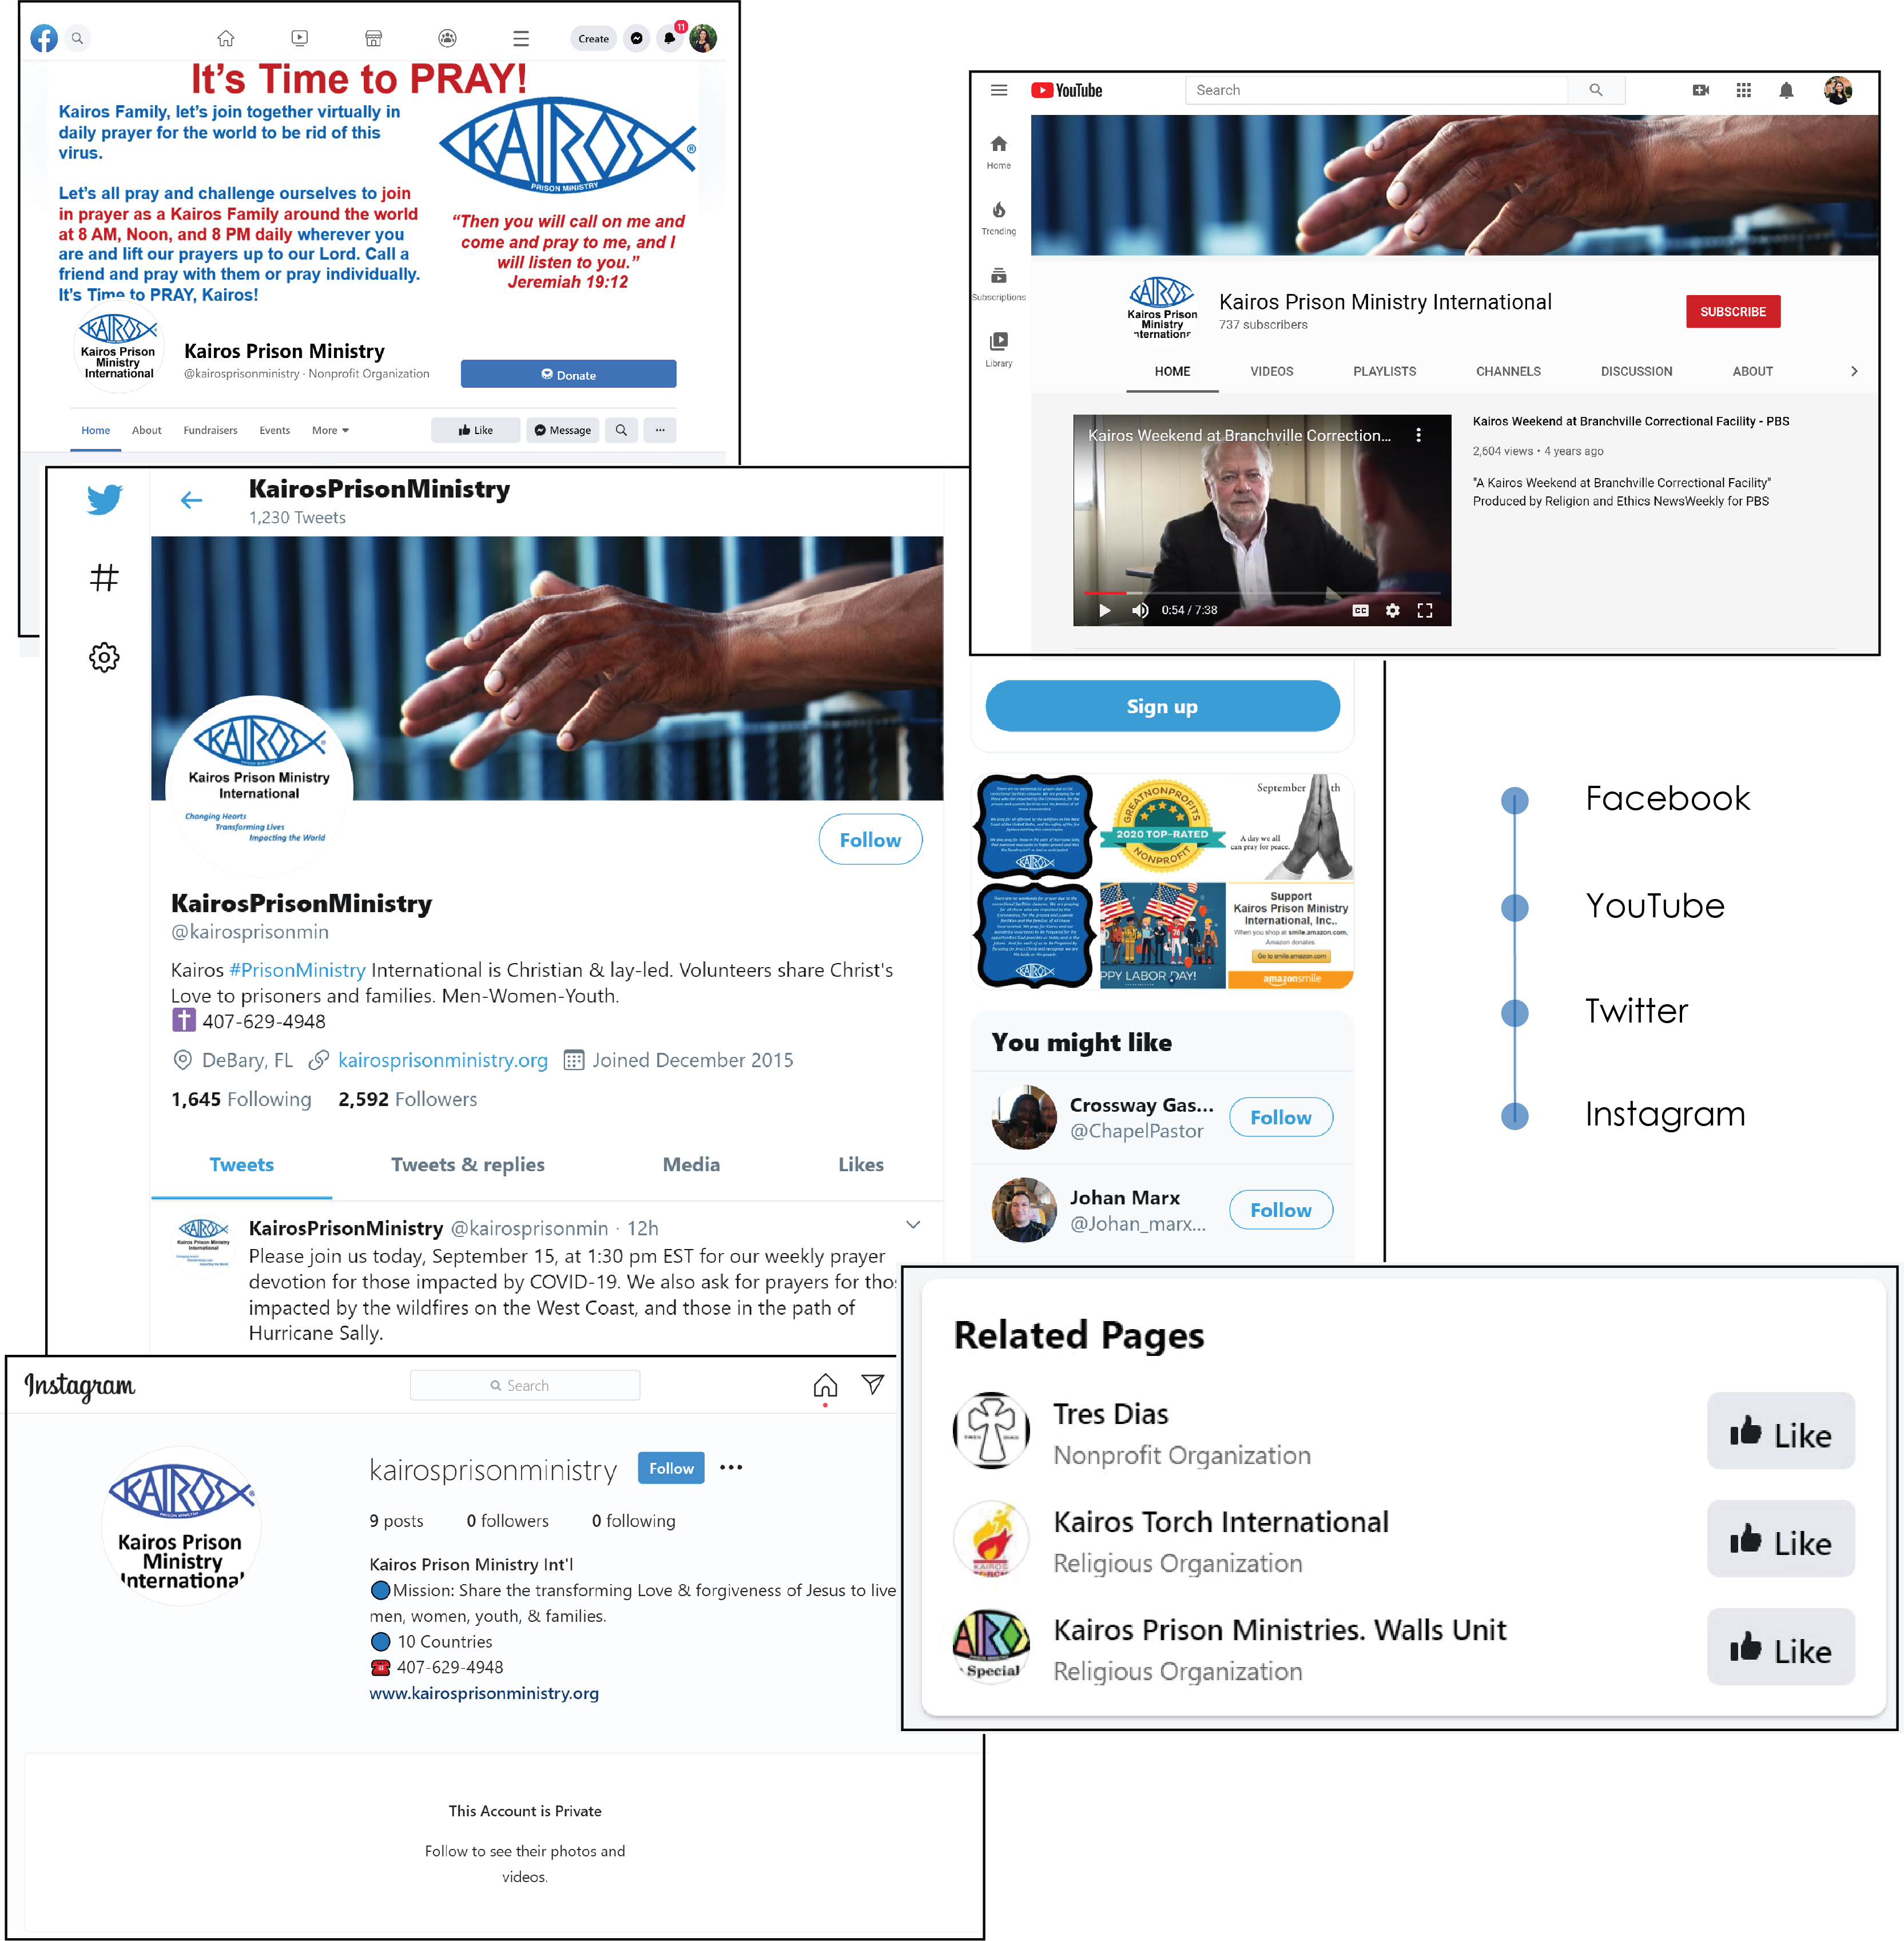 11
Create
It's Time to PRAY!
Kairos Family, let's join together virtually in
daily prayer for the world to be rid of this
virus.
Let's all pray and challenge ourselves to join
in prayer as a Kairos Family around the world
at 8 AM, Noon, and 8 PM daily wherever you
are and lift our prayers up to our Lord. Call a
friend and pray with them or pray individually.
It's Time to PRAY, Kairos!
KAIROS
®
PRISON MINISTRY
"Then you will call on me and
come and pray to me, and I
will listen to you."
Jeremiah 19:12
KAIROS
Kairos Prison
Ministry
International
Kairos Prison Ministry
@kairosprisonministry · Nonprofit Organization
Donate
Home About Fundraisers Events More
Like Message
YouTube
Search
Home
Trending
Subscriptions
Library
KAIROS
Kairos Prison
Ministry
International
Kairos Prison Ministry International
737 subscribers
SUBSCRIBE
HOME VIDEOS PLAYLISTS CHANNELS DISCUSSION ABOUT
Kairos Weekend at Branchville Correction...
0:54 / 7:38
CC
Kairos Weekend at Branchville Correctional Facility - PBS
2,604 views • 4 years ago
"A Kairos Weekend at Branchville Correctional Facility"
Produced by Religion and Ethics NewsWeekly for PBS
KairosPrisonMinistry
1,230 Tweets
KAIROS
Kairos Prison Ministry
International
Changing Hearts
Transforming Lives
Impacting the World
Follow
KairosPrisonMinistry
@kairosprisonmin
Kairos #PrisonMinistry International is Christian & lay-led. Volunteers share Christ's
Love to prisoners and families. Men-Women-Youth.
407-629-4948
DeBary, FL kairosprisonministry.org Joined December 2015
1,645 Following 2,592 Followers
Tweets Tweets & replies Media Likes
KairosPrisonMinistry @kairosprisonmin · 12h
Please join us today, September 15, at 1:30 pm EST for our weekly prayer
devotion for those impacted by COVID-19. We also ask for prayers for thos
impacted by the wildfires on the West Coast, and those in the path of
Hurricane Sally.
Sign up
KAIROS
GREATNONPROFITS
2020 TOP-RATED
NONPROFIT
September th
A day we all
can pray for peace.
KAIROS
PPY LABOR DAY!
Support
Kairos Prison Ministry
International, Inc..
When you shop at smile.amazon.com,
Amazon donates.
Go to smile.amazon.com
amazonsmile
You might like
Crossway Gas...
@ChapelPastor
Follow
Johan Marx
@Johan_marx...
Follow
Facebook
YouTube
Twitter
Instagram
Instagram
Search
KAIROS
®
PRISON MINISTRY
Kairos Prison
Ministry
International
kairosprisonministry Follow
9 posts 0 followers 0 following
Kairos Prison Ministry Int'l
Mission: Share the transforming Love & forgiveness of Jesus to live
men, women, youth, & families.
10 Countries
407-629-4948
www.kairosprisonministry.org
This Account is Private
Follow to see their photos and
videos.
Related Pages
TRES DIAS
Tres Dias
Nonprofit Organization
Like
KAIROS
TORCH
Kairos Torch International
Religious Organization
Like
AIRO
Special
Kairos Prison Ministries. Walls Unit
Religious Organization
Like